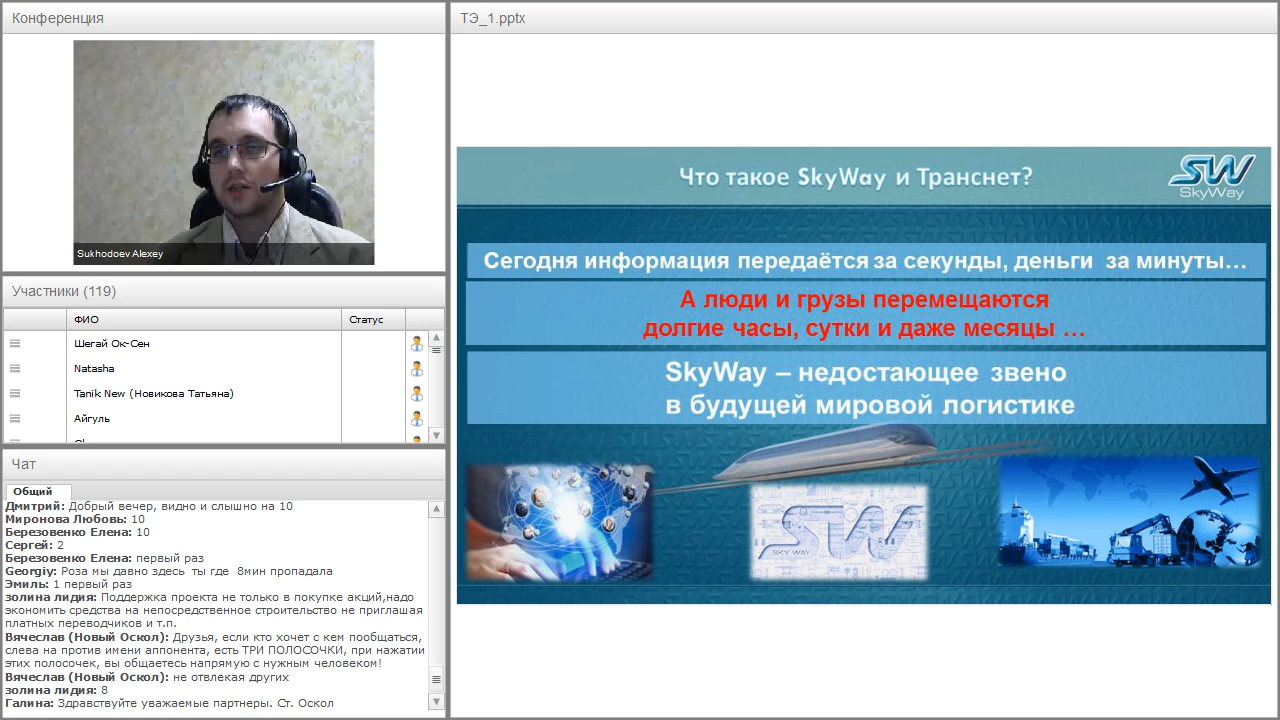 Конференция
Sukhodoev Alexey
Участники (119)
ФИО
Статус
Шегай Ок-Сен
Natasha
Tanik New (Новикова Татьяна)
Айгуль
Чат
Общий
Дмитрий: Добрый вечер, видно и слышно на 10
Миронова Любовь: 10
Березовенко Елена: 10
Сергей: 2
Березовенко Елена: первый раз
Georgiy: Роза мы давно здесь ты где 8мин пропадала
Эмиль: 1 первый раз
золина лидия: Поддержка проекта не только в покупке акций,надо
экономить средства на непосредственное строительство не приглашая
платных переводчиков и т.п.
Вячеслав (Новый Оскол): Друзья, если кто хочет с кем пообщаться,
слева на против имени аппонента, есть ТРИ ПОЛОСОЧКИ, при нажатии
этих полосочек, вы общаетесь напрямую с нужным человеком!
Вячеслав (Новый Оскол): не отвлекая других
золина лидия: 8
Галина: Здравствуйте уважаемые партнеры. Ст. Оскол
ТЭ_1.pptx
Что такое SkyWay и Транснет?
SW
SkyWay
Сегодня информация передаётся за секунды, деньги за минуты...
А люди и грузы перемещаются
долгие часы, сутки и даже месяцы ...
SkyWay – недостающее звено
в будущей мировой логистике
SW
SKY WAY